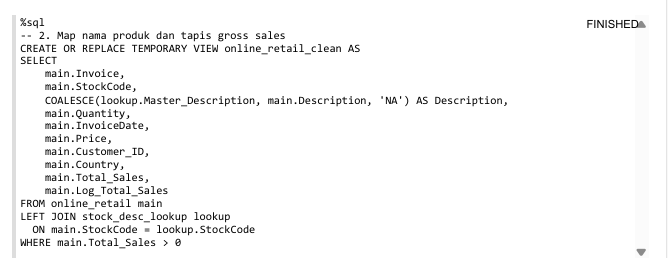 %sql
FINISHED
-- 2. Map nama produk dan tapis gross sales
CREATE OR REPLACE TEMPORARY VIEW online_retail_clean AS
SELECT
    main.Invoice,
    main.StockCode,
    COALESCE(lookup.Master_Description, main.Description, 'NA') AS Description,
    main.Quantity,
    main.InvoiceDate,
    main.Price,
    main.Customer_ID,
    main.Country,
    main.Total_Sales,
    main.Log_Total_Sales
FROM online_retail main
LEFT JOIN stock_desc_lookup lookup
  ON main.StockCode = lookup.StockCode
WHERE main.Total_Sales > 0